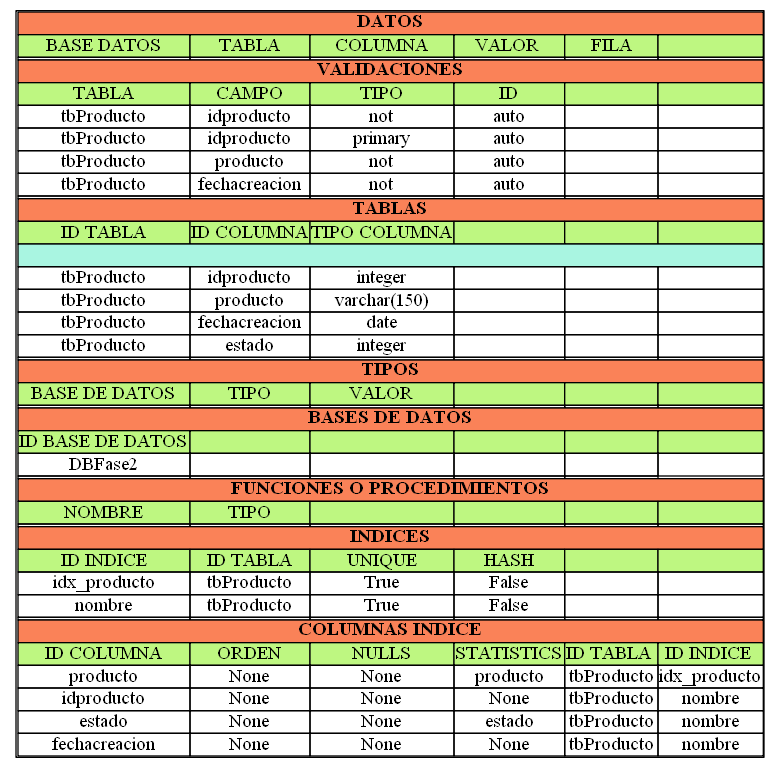 DATOS
BASE DATOS TABLA COLUMNA VALOR FILA
VALIDACIONES
TABLA CAMPO TIPO ID
tbProducto idproducto not auto
tbProducto idproducto primary auto
tbProducto producto not auto
tbProducto fechacreacion not auto
TABLAS
ID TABLA ID COLUMNA TIPO COLUMNA
tbProducto idproducto integer
tbProducto producto varchar(150)
tbProducto fechacreacion date
tbProducto estado integer
TIPOS
BASE DE DATOS TIPO VALOR
BASES DE DATOS
ID BASE DE DATOS
DBFase2
FUNCIONES O PROCEDIMIENTOS
NOMBRE TIPO
INDICES
ID INDICE ID TABLA UNIQUE HASH
idx_producto tbProducto True False
nombre tbProducto True False
COLUMNAS INDICE
ID COLUMNA ORDEN NULLS STATISTICS ID TABLA ID INDICE
producto None None producto tbProducto idx_producto
idproducto None None None tbProducto nombre
estado None None estado tbProducto nombre
fechacreacion None None None tbProducto nombre